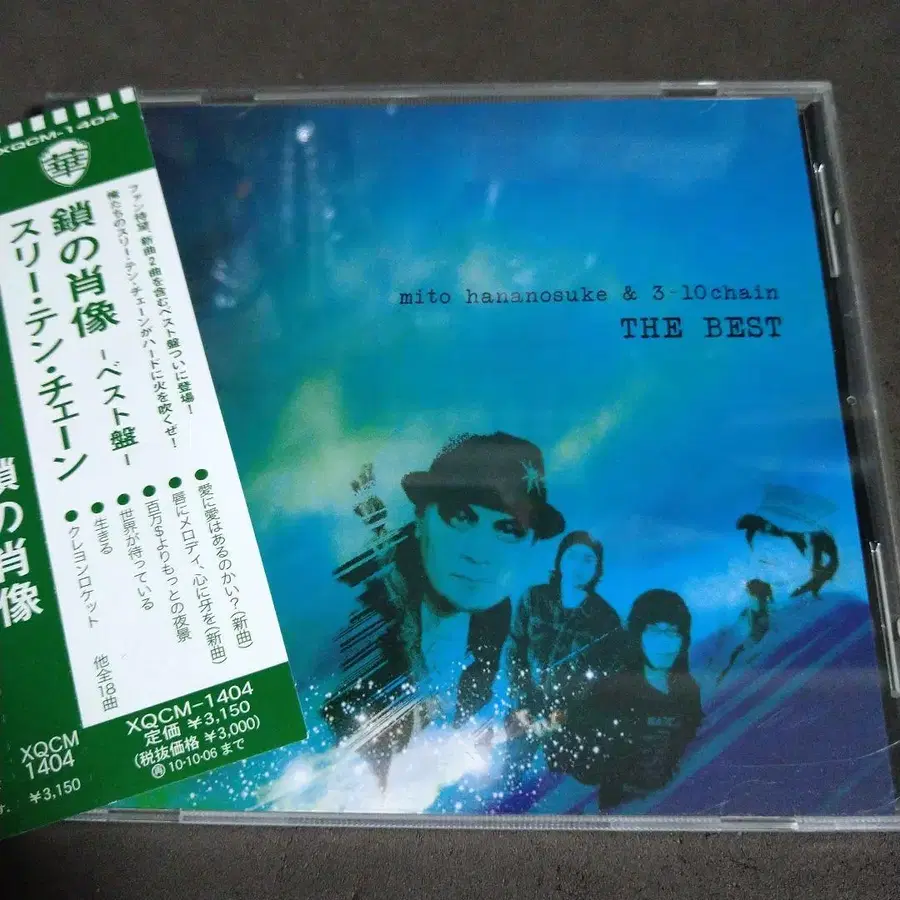 XQCM-1404
華
鎖の肖像
-ベスト盤-
スリー・テン・チェーン
ファン待望、新曲2曲を含むベスト盤ついに登場!
俺たちのスリー・テン・チェーンがハードに火を吹くぜ!
●愛に愛はあるのかい?(新曲)
●唇にメロディ、心に牙を(新曲)
●百万$よりもっとの夜景
●世界が待っている
●生きる
●クレヨンロケット
他全18曲
XQCM-1404
定価 ¥3,150
(税抜価格 ¥3,000)
再10・10・06 まで
鎖の肖像
XQCM
1404
¥3,150
mito hananosuke & 3-10chain
THE BEST